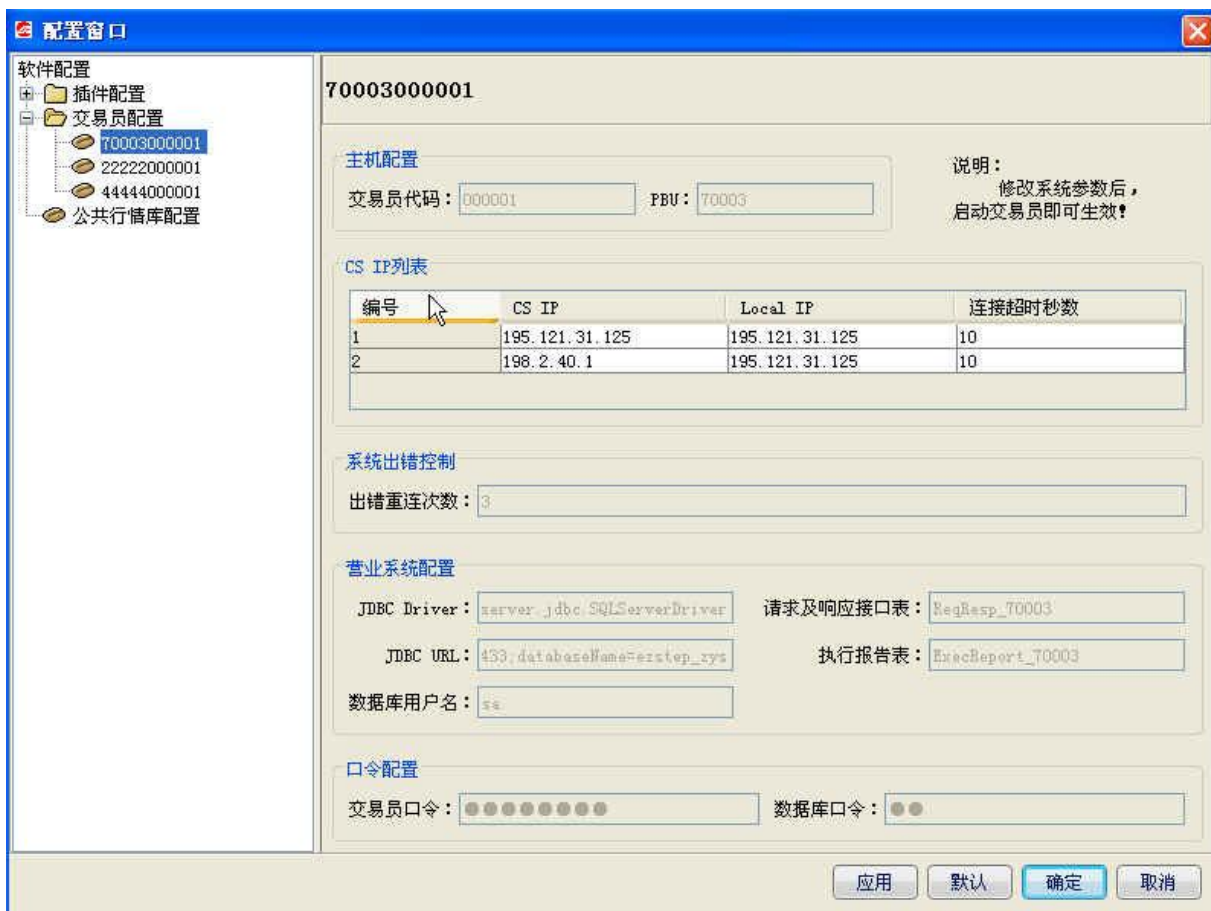 配置窗口
软件配置
插件配置
交易员配置
70003000001
22222000001
44444000001
公共行情库配置
70003000001
主机配置
交易员代码：000001 PBU：70003
说明：
修改系统参数后，
启动交易员即可生效！
CS IP列表
编号 CS IP Local IP 连接超时秒数
1 195.121.31.125 195.121.31.125 10
2 198.2.40.1 195.121.31.125 10
系统出错控制
出错重连次数：3
营业系统配置
JDBC Driver：server.jdbc.SQLServerDriver 请求及响应接口表：ReqResp_70003
JDBC URL：433;databaseName=ezstep_zys 执行报告表：ExecReport_70003
数据库用户名：sa
口令配置
交易员口令：●●●●●●●● 数据库口令：●●
应用 默认 确定 取消